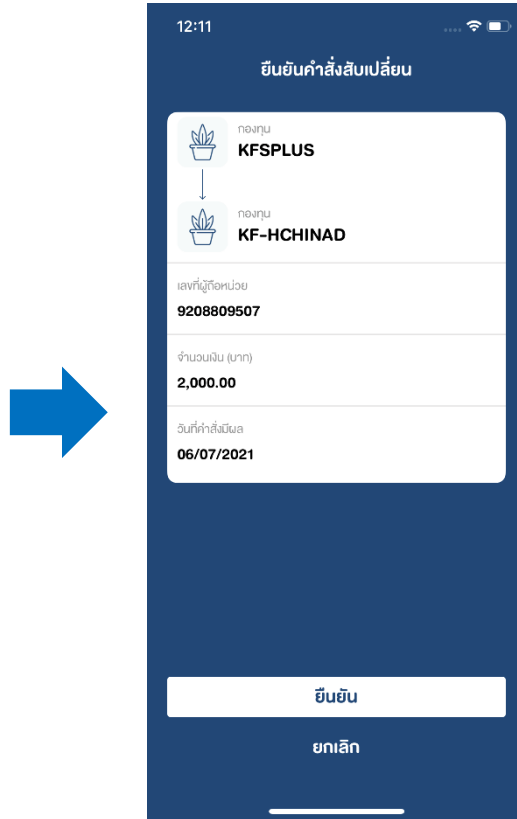 12:11
ยืนยันคำสั่งสับเปลี่ยน
กองทุน
KFSPLUS
กองทุน
KF-HCHINAD
เลขที่ผู้ถือหน่วย
9208809507
จำนวนเงิน (บาท)
2,000.00
วันที่คำสั่งมีผล
06/07/2021
ยืนยัน
ยกเลิก